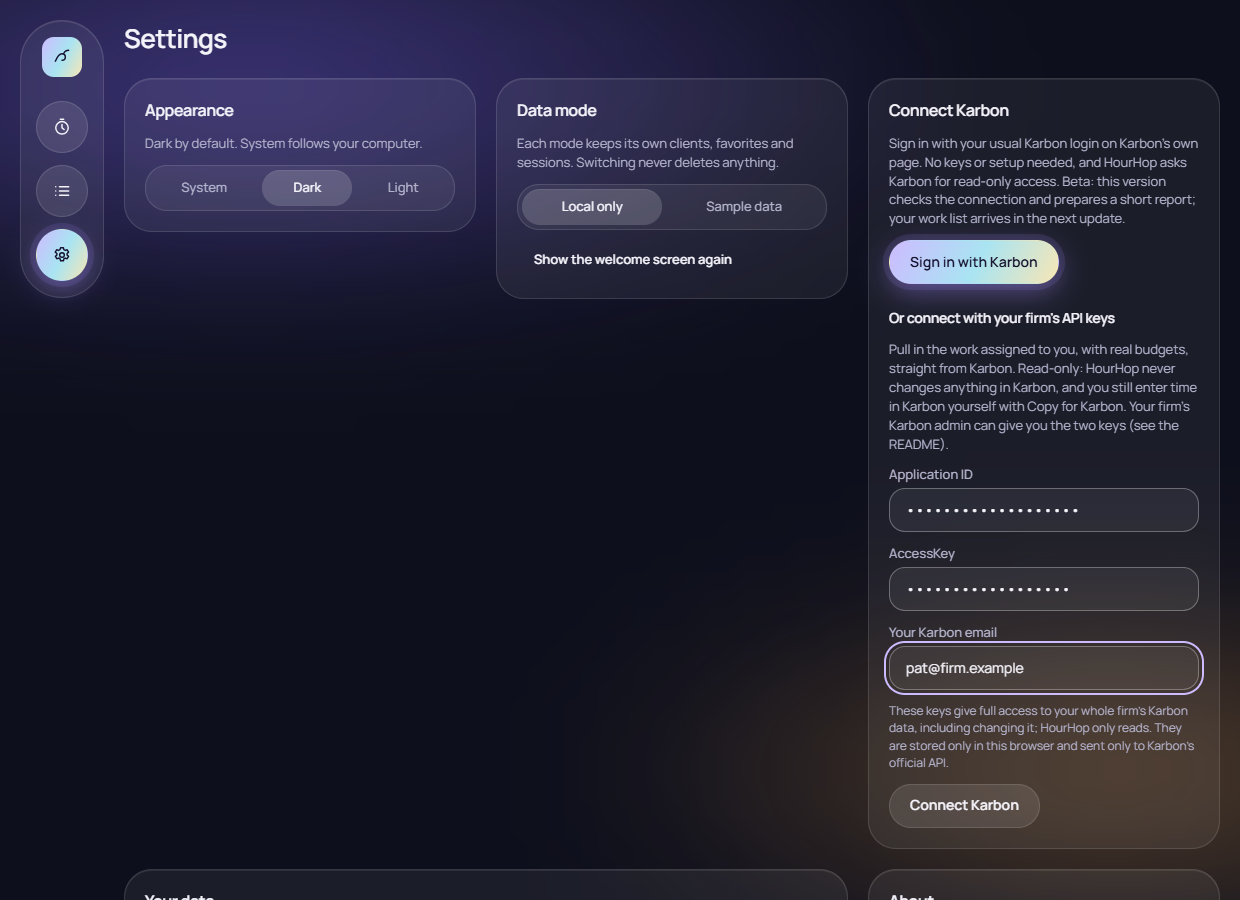 Settings
Appearance
Dark by default. System follows your computer.
System
Dark
Light
Data mode
Each mode keeps its own clients, favorites and
sessions. Switching never deletes anything.
Local only
Sample data
Show the welcome screen again
Connect Karbon
Sign in with your usual Karbon login on Karbon's own
page. No keys or setup needed, and HourHop asks
Karbon for read-only access. Beta: this version
checks the connection and prepares a short report;
your work list arrives in the next update.
Sign in with Karbon
Or connect with your firm's API keys
Pull in the work assigned to you, with real budgets,
straight from Karbon. Read-only: HourHop never
changes anything in Karbon, and you still enter time
in Karbon yourself with Copy for Karbon. Your firm's
Karbon admin can give you the two keys (see the
README).
Application ID
•••••••••••••••••••
AccessKey
••••••••••••••••••
Your Karbon email
pat@firm.example
These keys give full access to your whole firm's Karbon
data, including changing it; HourHop only reads. They
are stored only in this browser and sent only to Karbon's
official API.
Connect Karbon
Your data
About